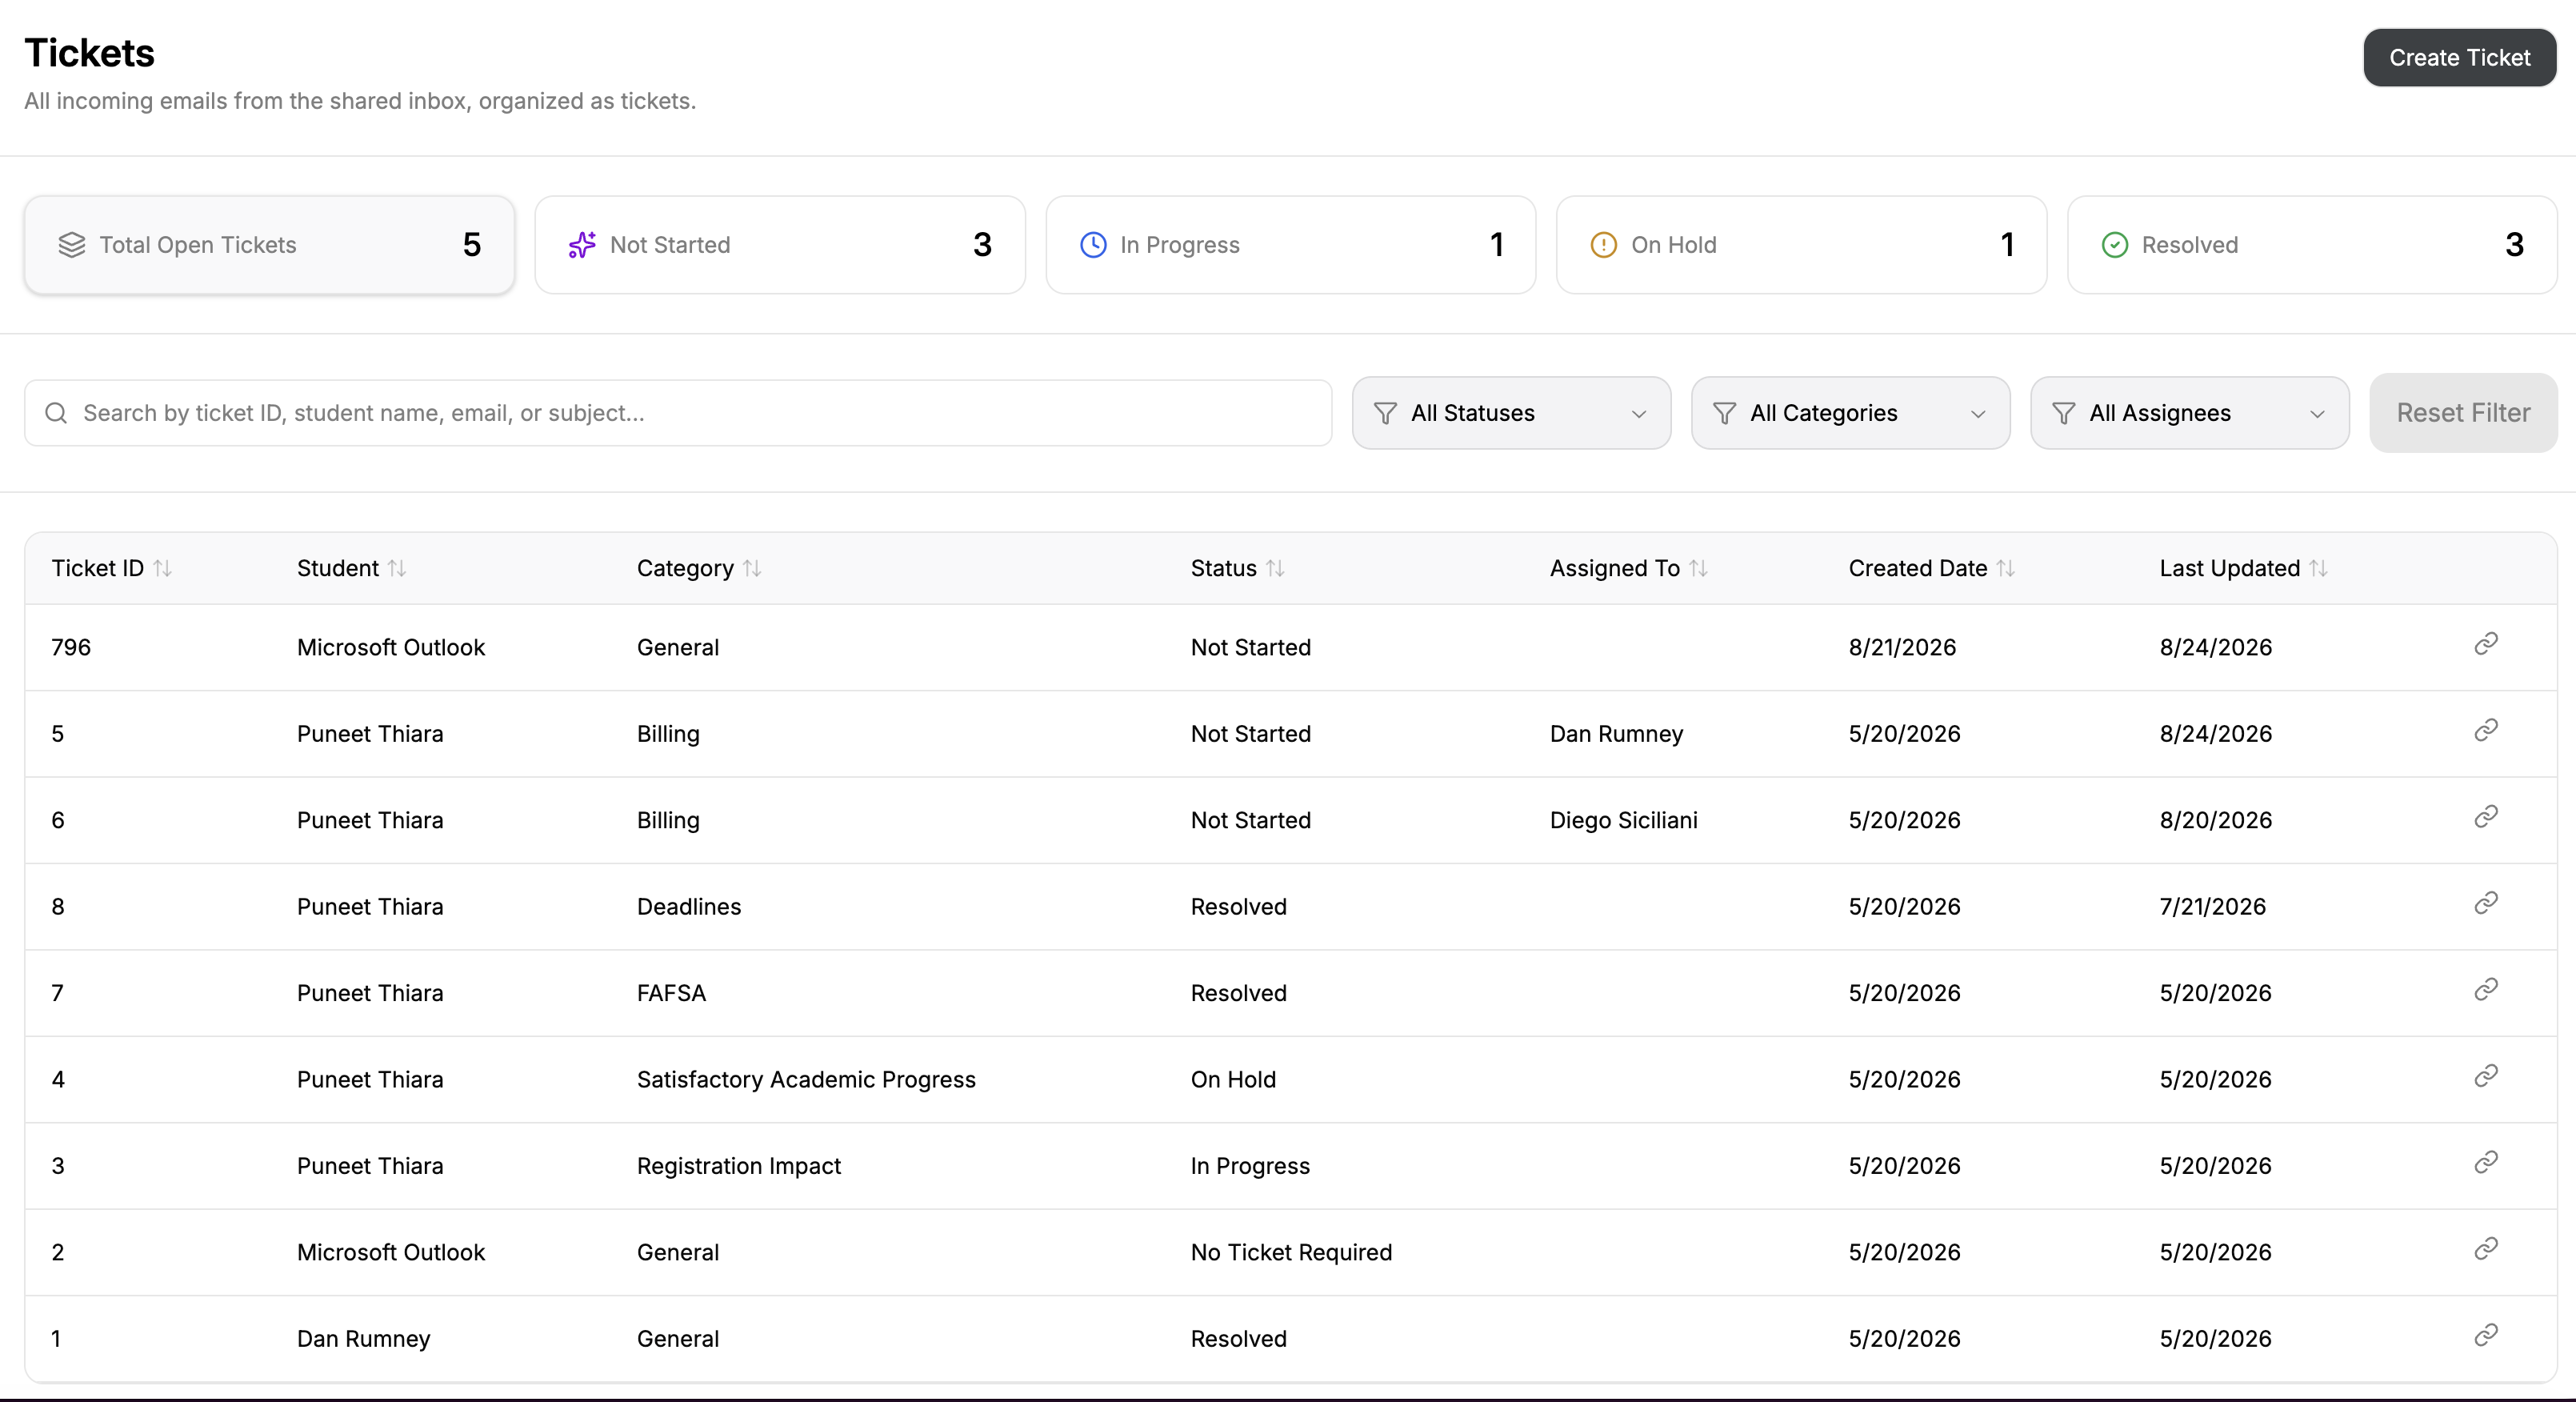 Tickets
Create Ticket
All incoming emails from the shared inbox, organized as tickets.
Total Open Tickets 5
Not Started 3
In Progress 1
On Hold 1
Resolved 3
Search by ticket ID, student name, email, or subject...
All Statuses
All Categories
All Assignees
Reset Filter
Ticket ID Student Category Status Assigned To Created Date Last Updated
796 Microsoft Outlook General Not Started 8/21/2026 8/24/2026
5 Puneet Thiara Billing Not Started Dan Rumney 5/20/2026 8/24/2026
6 Puneet Thiara Billing Not Started Diego Siciliani 5/20/2026 8/20/2026
8 Puneet Thiara Deadlines Resolved 5/20/2026 7/21/2026
7 Puneet Thiara FAFSA Resolved 5/20/2026 5/20/2026
4 Puneet Thiara Satisfactory Academic Progress On Hold 5/20/2026 5/20/2026
3 Puneet Thiara Registration Impact In Progress 5/20/2026 5/20/2026
2 Microsoft Outlook General No Ticket Required 5/20/2026 5/20/2026
1 Dan Rumney General Resolved 5/20/2026 5/20/2026